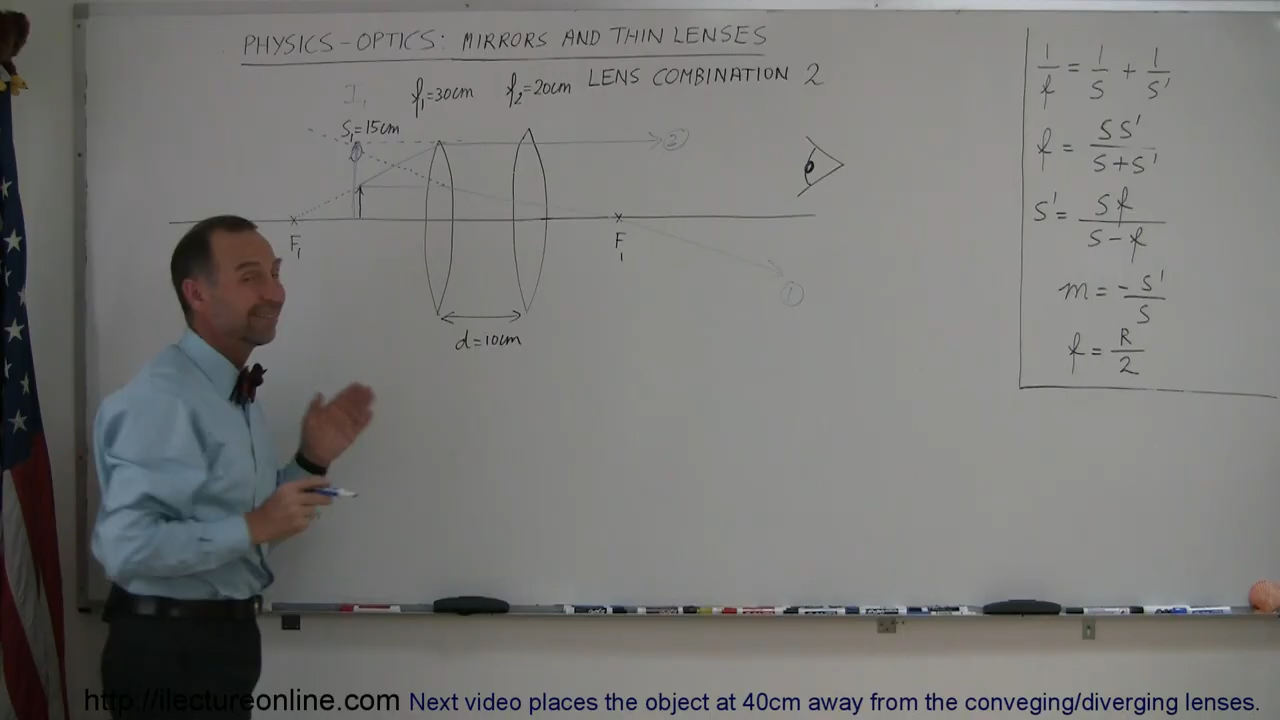 PHYSICS-OPTICS: MIRRORS AND THIN LENSES
LENS COMBINATION 2
I₁
f₁=30cm f₂=20cm
S₁=15cm
②
F₁
F₁
①
d=10cm
1/f = 1/s + 1/s'
f = ss'/s+s'
s' = sf/s-f
m = -s'/s
f = R/2
http://ilectureonline.com Next video places the object at 40cm away from the conveging/diverging lenses.